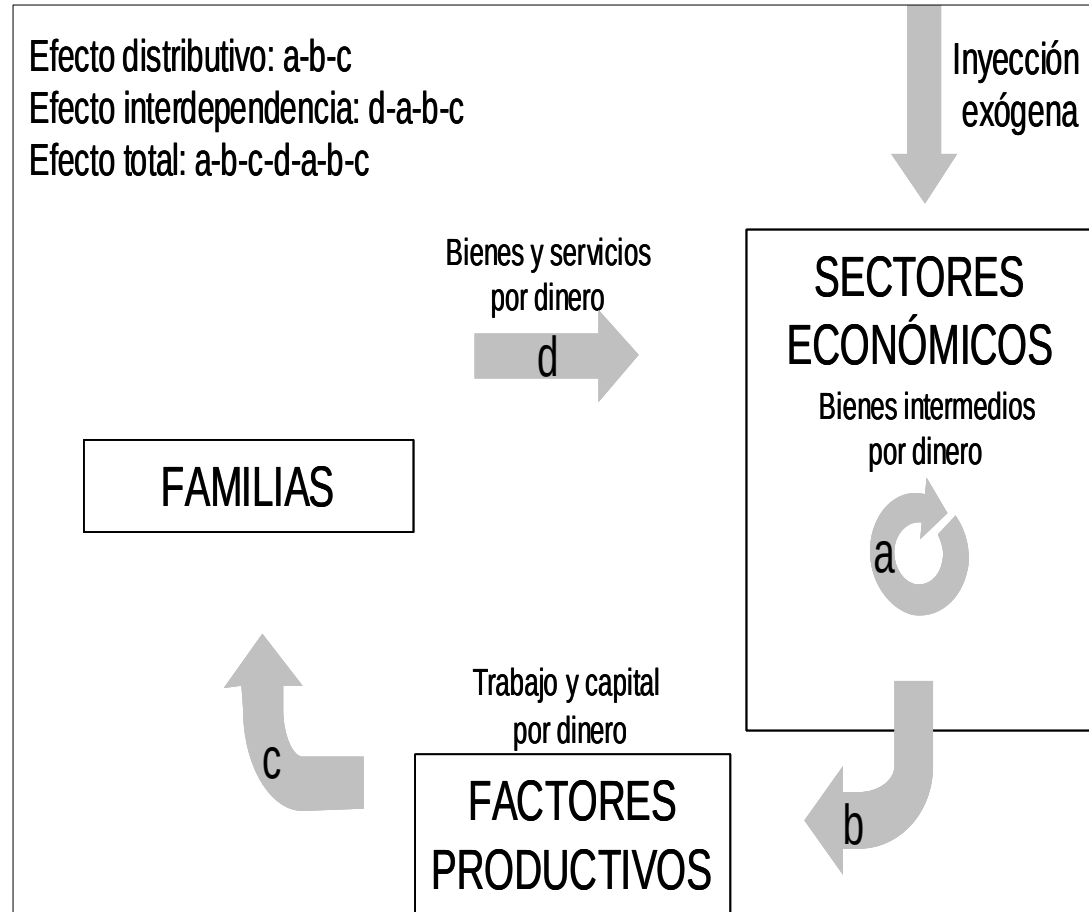 Efecto distributivo: a-b-c
Efecto interdependencia: d-a-b-c
Efecto total: a-b-c-d-a-b-c
Inyección
exógena
Bienes y servicios
por dinero
d
SECTORES
ECONÓMICOS
Bienes intermedios
por dinero
a
FAMILIAS
Trabajo y capital
por dinero
c
FACTORES
PRODUCTIVOS
b